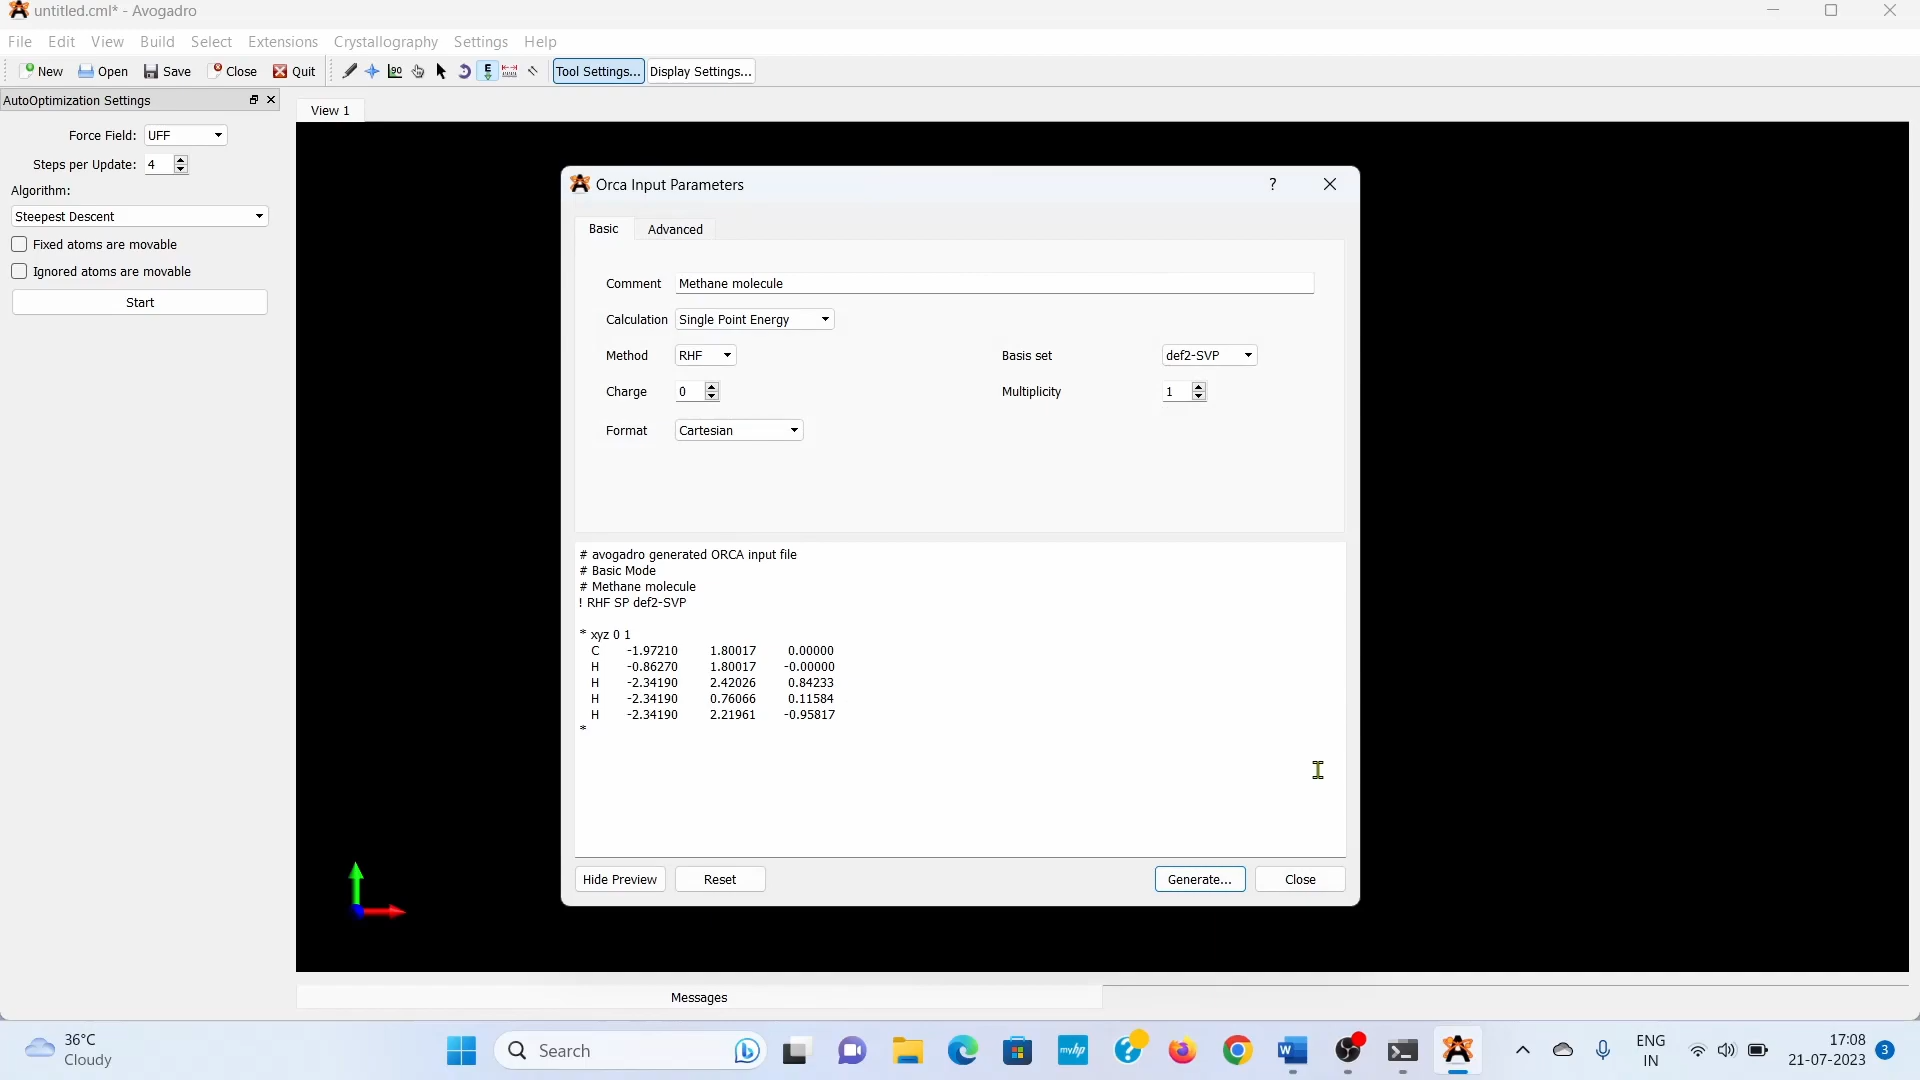 untitled.cml* - Avogadro
File Edit View Build Select Extensions Crystallography Settings Help
New Open Save Close Quit 90 E Tool Settings... Display Settings...
AutoOptimization Settings
Force Field: UFF
Steps per Update: 4
Algorithm:
Steepest Descent
Fixed atoms are movable
Ignored atoms are movable
Start
View 1
Orca Input Parameters ?
Basic Advanced
Comment Methane molecule
Calculation Single Point Energy
Method RHF Basis set def2-SVP
Charge 0 Multiplicity 1
Format Cartesian
# avogadro generated ORCA input file
# Basic Mode
# Methane molecule
! RHF SP def2-SVP
* xyz 0 1
C -1.97210 1.80017 0.00000
H -0.86270 1.80017 -0.00000
H -2.34190 2.42026 0.84233
H -2.34190 0.76066 0.11584
H -2.34190 2.21961 -0.95817
*
Hide Preview Reset Generate... Close
Messages
36°C
Cloudy
Search
myhp
ENG
IN
17:08
21-07-2023
3